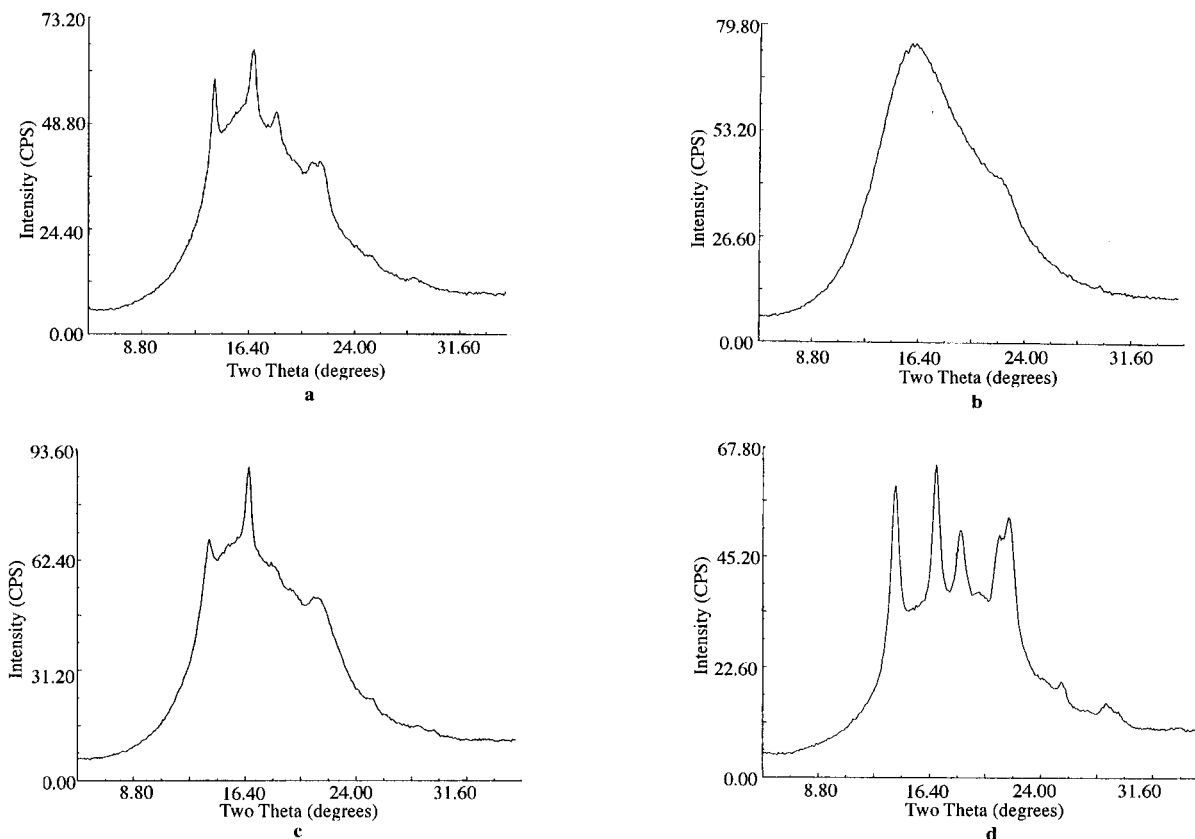 73.20
48.80
24.40
0.00
Intensity (CPS)
8.80 16.40 24.00 31.60
Two Theta (degrees)
a
79.80
53.20
26.60
0.00
Intensity (CPS)
8.80 16.40 24.00 31.60
Two Theta (degrees)
b
93.60
62.40
31.20
0.00
Intensity (CPS)
8.80 16.40 24.00 31.60
Two Theta (degrees)
c
67.80
45.20
22.60
0.00
Intensity (CPS)
8.80 16.40 24.00 31.60
Two Theta (degrees)
d